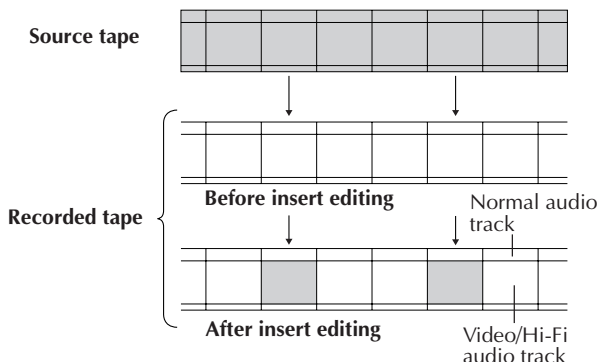 Source tape
Before insert editing
Normal audio
track
Recorded tape
After insert editing
Video/Hi-Fi
audio track